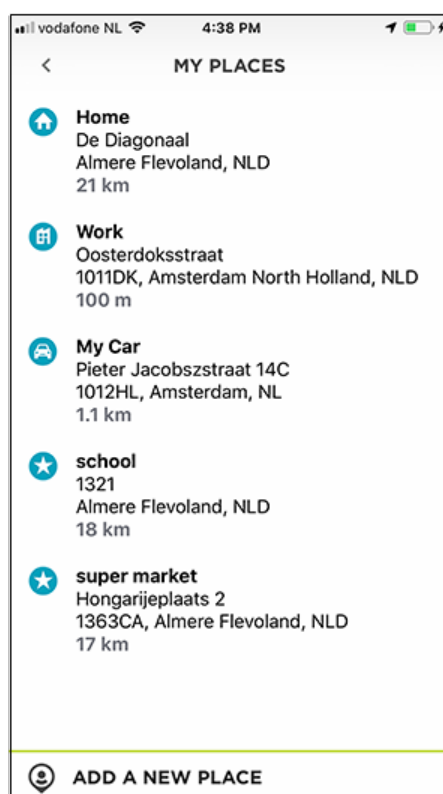 vodafone NL 4:38 PM
MY PLACES
Home
De Diagonaal
Almere Flevoland, NLD
21 km
Work
Oosterdoksstraat
1011DK, Amsterdam North Holland, NLD
100 m
My Car
Pieter Jacobszstraat 14C
1012HL, Amsterdam, NL
1.1 km
school
1321
Almere Flevoland, NLD
18 km
super market
Hongarijeplaats 2
1363CA, Almere Flevoland, NLD
17 km
ADD A NEW PLACE